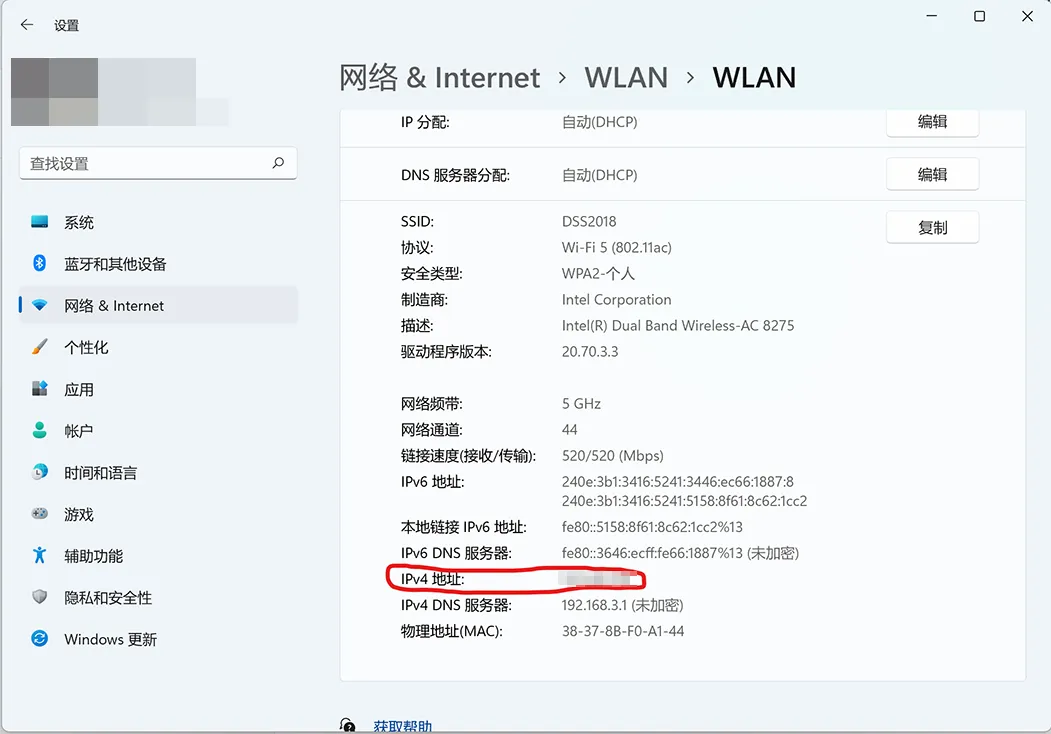 设置
查找设置
系统
蓝牙和其他设备
网络 & Internet
个性化
应用
帐户
时间和语言
游戏
辅助功能
隐私和安全性
Windows 更新
网络 & Internet › WLAN › WLAN
IP 分配: 自动(DHCP) 编辑
DNS 服务器分配: 自动(DHCP) 编辑
SSID: DSS2018 复制
协议: Wi-Fi 5 (802.11ac)
安全类型: WPA2-个人
制造商: Intel Corporation
描述: Intel(R) Dual Band Wireless-AC 8275
驱动程序版本: 20.70.3.3
网络频带: 5 GHz
网络通道: 44
链接速度(接收/传输): 520/520 (Mbps)
IPv6 地址: 240e:3b1:3416:5241:3446:ec66:1887:8
240e:3b1:3416:5241:5158:8f61:8c62:1cc2
本地链接 IPv6 地址: fe80::5158:8f61:8c62:1cc2%13
IPv6 DNS 服务器: fe80::3646:ecff:fe66:1887%13 (未加密)
IPv4 地址:
IPv4 DNS 服务器: 192.168.3.1 (未加密)
物理地址(MAC): 38-37-8B-F0-A1-44
获取帮助